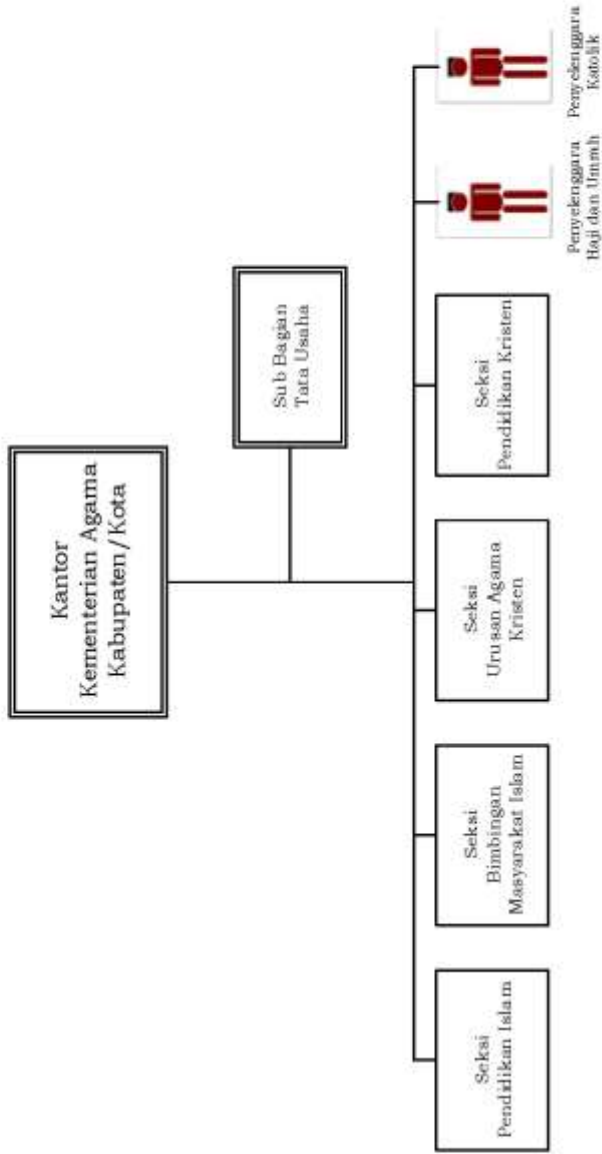 Kantor
Kementerian Agama
Kabupaten/Kota
Sub Bagian
Tata Usaha
Seksi
Pendidikan Islam
Seksi
Bimbingan
Masyarakat Islam
Seksi
Urusan Agama
Kristen
Seksi
Pendidikan Kristen
Penyelenggara
Haji dan Umrah
Penyelenggara
Katolik